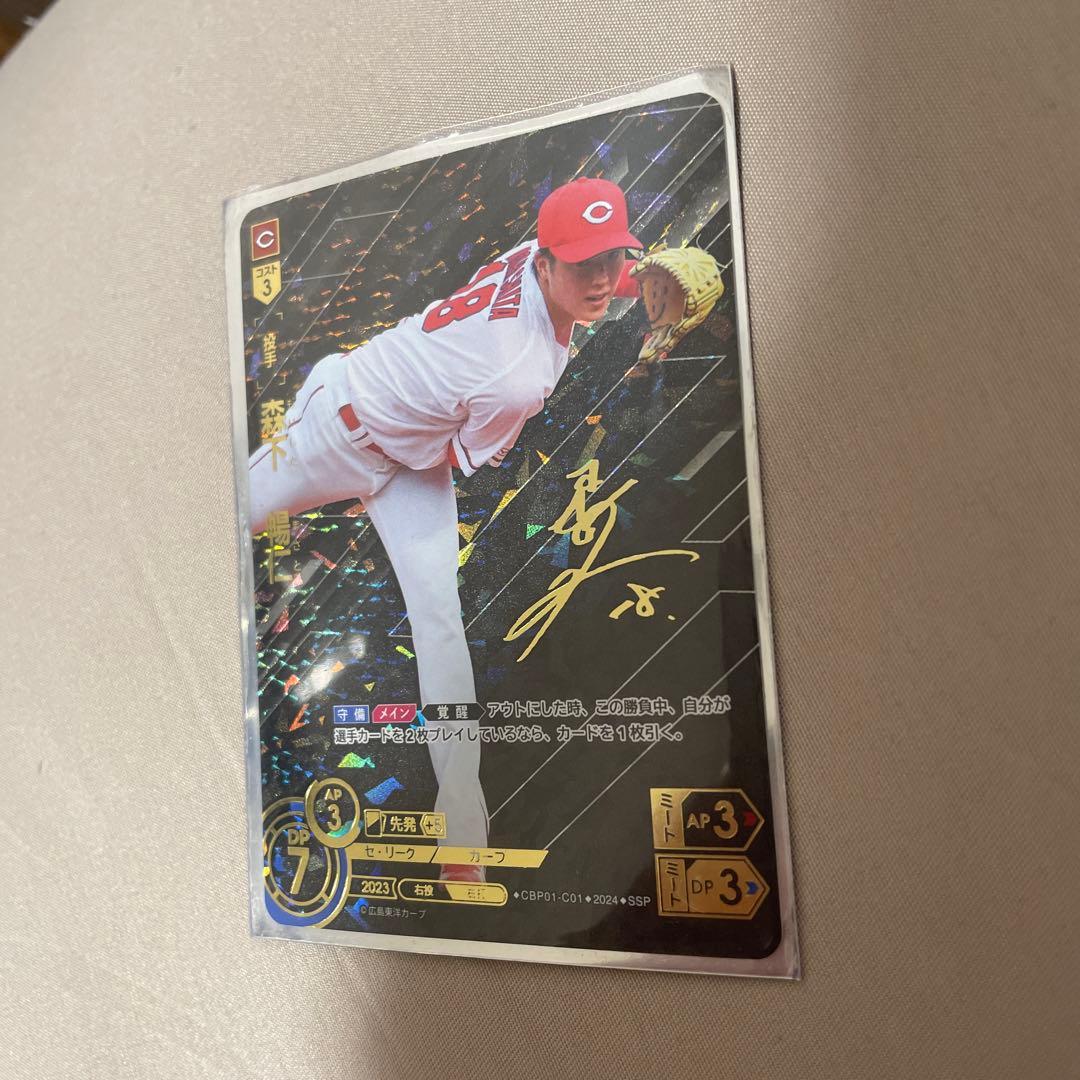 C
C
コスト
3
投手
森下 暢仁
18
18.
守備 メイン 覚醒 アウトにした時、この勝負中、自分が
選手カードを2枚プレイしているなら、カードを1枚引く。
AP
3
DP
7
先発 +5
セ・リーグ / カープ
2023 右投 右打
©広島東洋カープ
◆CBP01-C01◆2024◆SSP
ミート AP 3
ミート DP 3